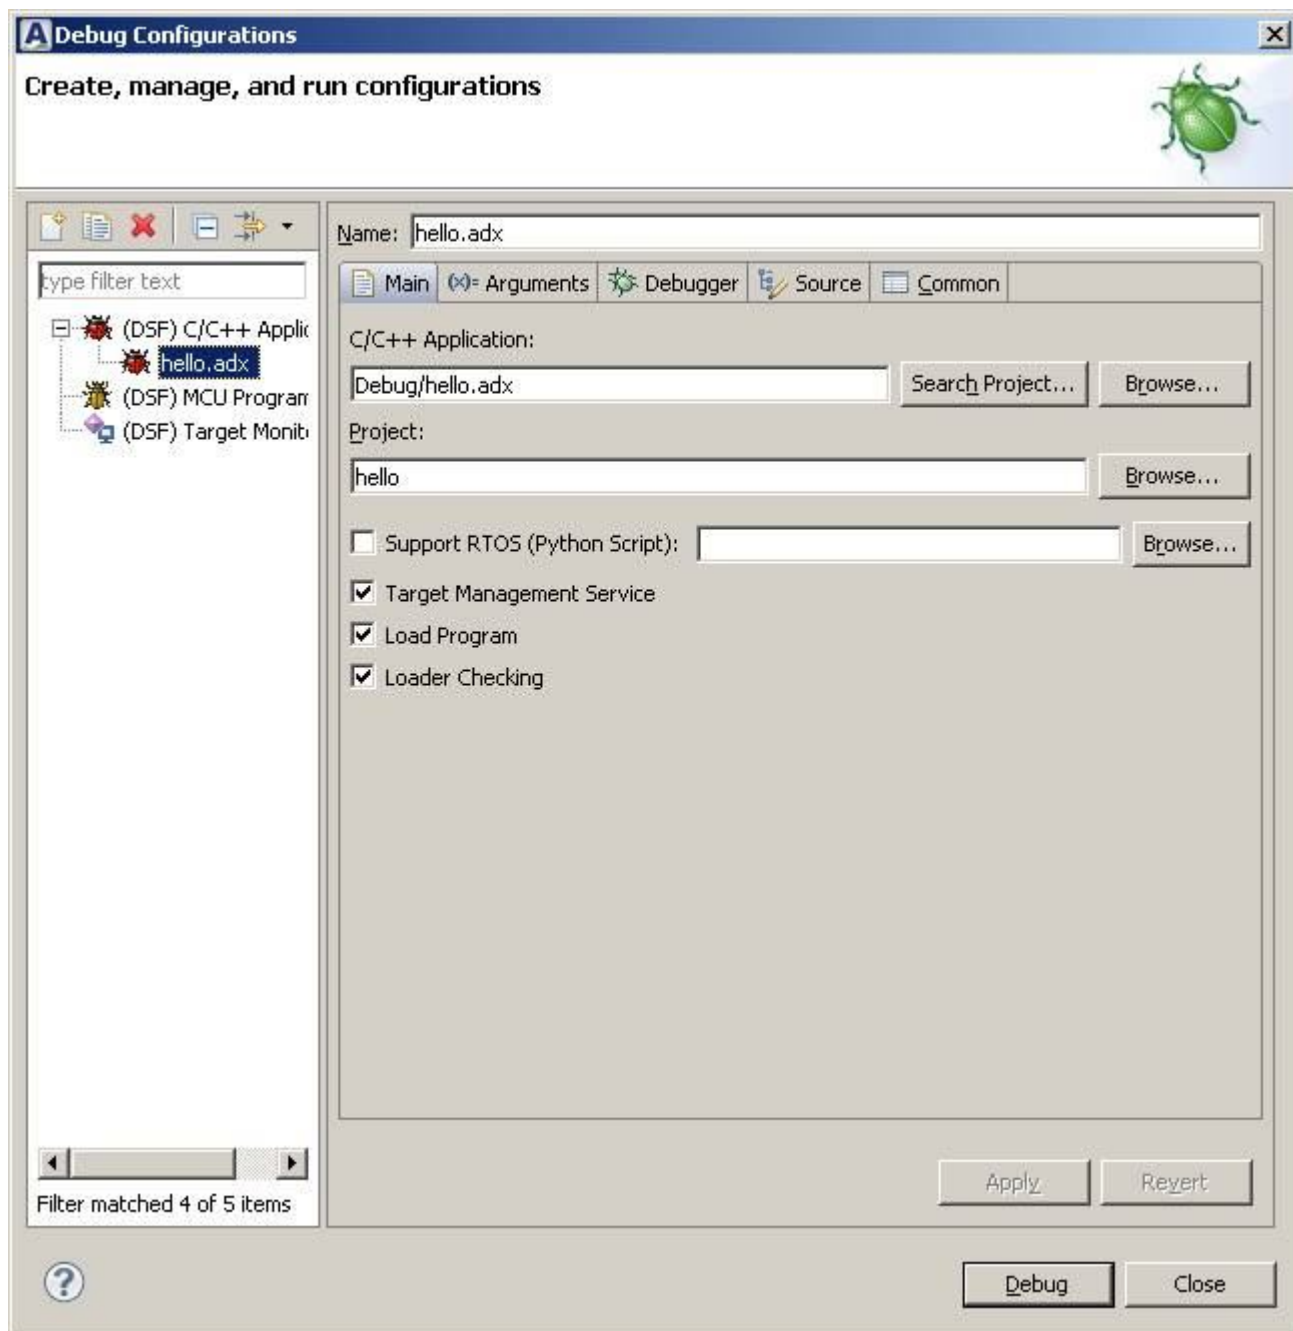 Debug Configurations
Create, manage, and run configurations
type filter text
(DSF) C/C++ Applic
hello.adx
(DSF) MCU Program
(DSF) Target Monit
Filter matched 4 of 5 items
Name: hello.adx
Main (x)= Arguments Debugger Source Common
C/C++ Application:
Debug/hello.adx Search Project... Browse...
Project:
hello Browse...
Support RTOS (Python Script): Browse...
Target Management Service
Load Program
Loader Checking
Apply Revert
? Debug Close